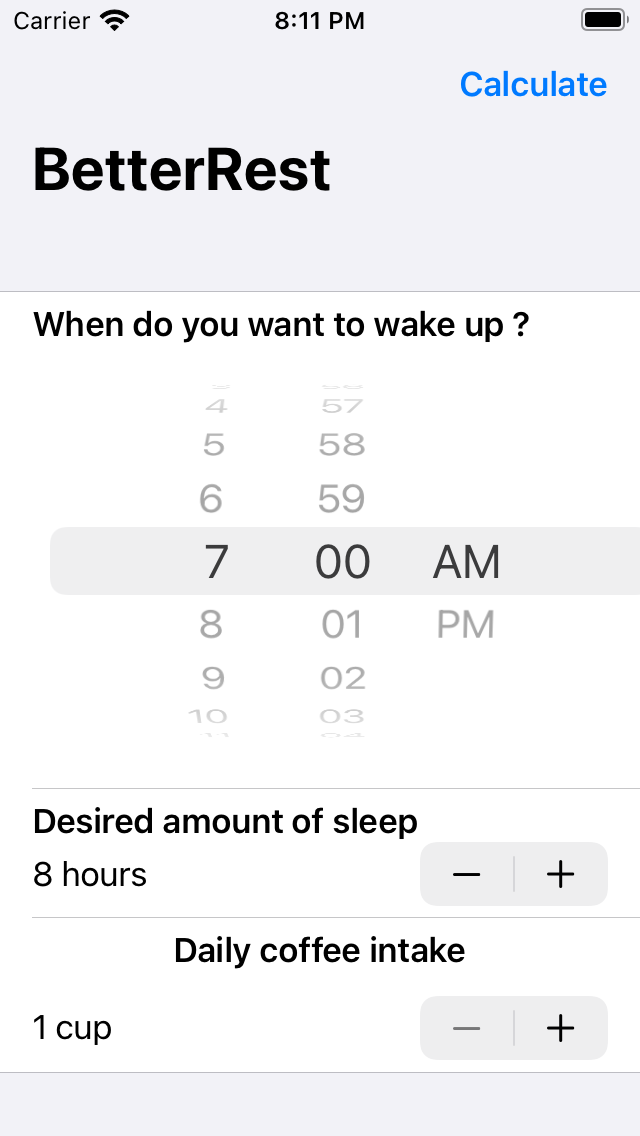 Carrier 8:11 PM
Calculate
BetterRest
When do you want to wake up ?
4 57
5 58
6 59
7 00 AM
8 01 PM
9 02
10 03
Desired amount of sleep
8 hours − +
Daily coffee intake
1 cup − +